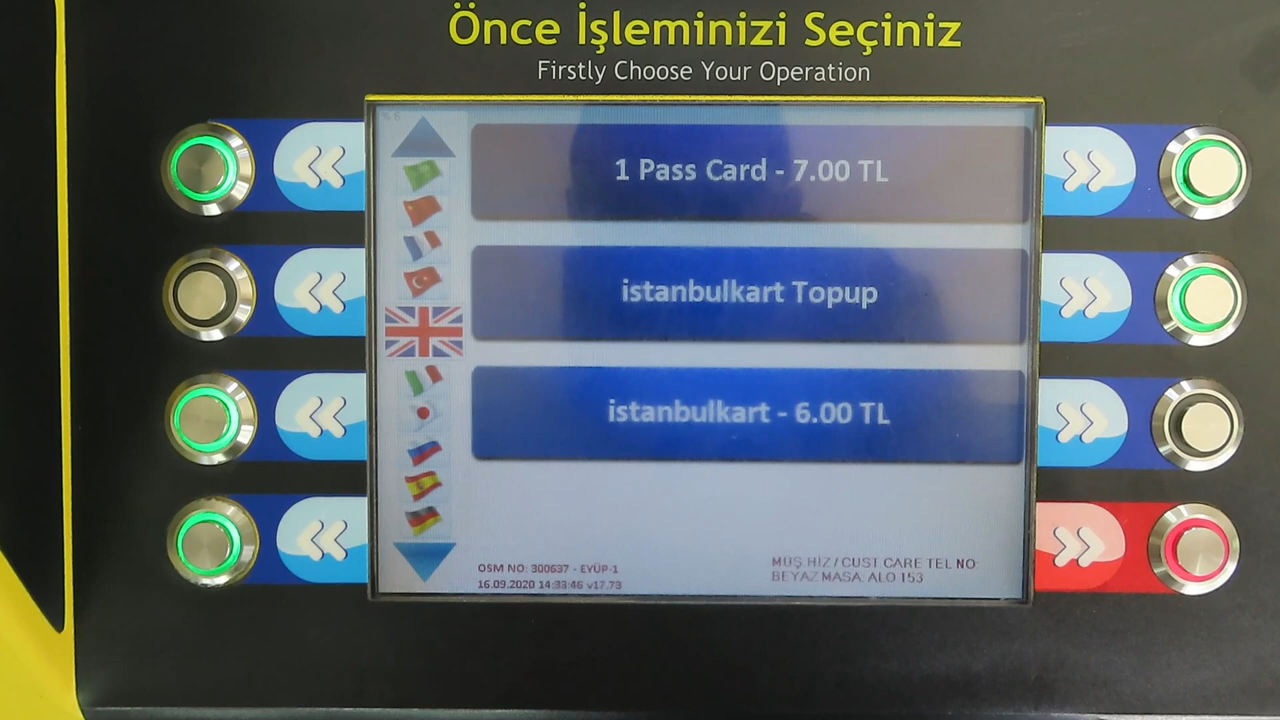 Önce İşleminizi Seçiniz
Firstly Choose Your Operation
% 6
1 Pass Card - 7.00 TL
istanbulkart Topup
istanbulkart - 6.00 TL
OSM NO: 300637 - EYÜP-1
16.09.2020 14:33:46 v17.73
MÜŞ.HİZ / CUST CARE TEL NO
BEYAZ MASA. ALO 153